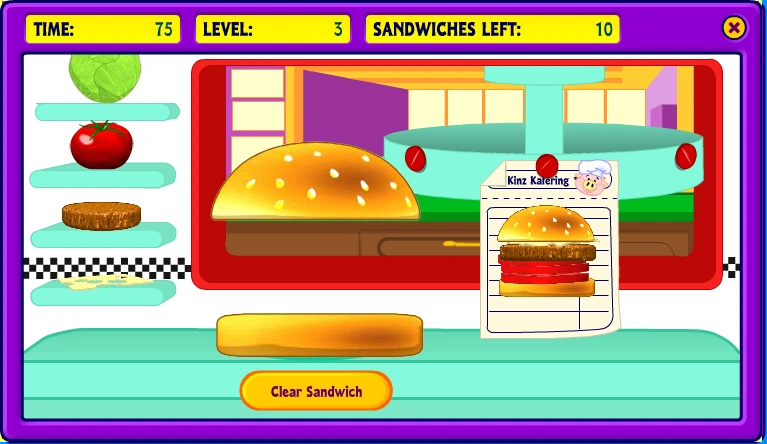 TIME: 75
LEVEL: 3
SANDWICHES LEFT: 10
Kinz Katering
Clear Sandwich